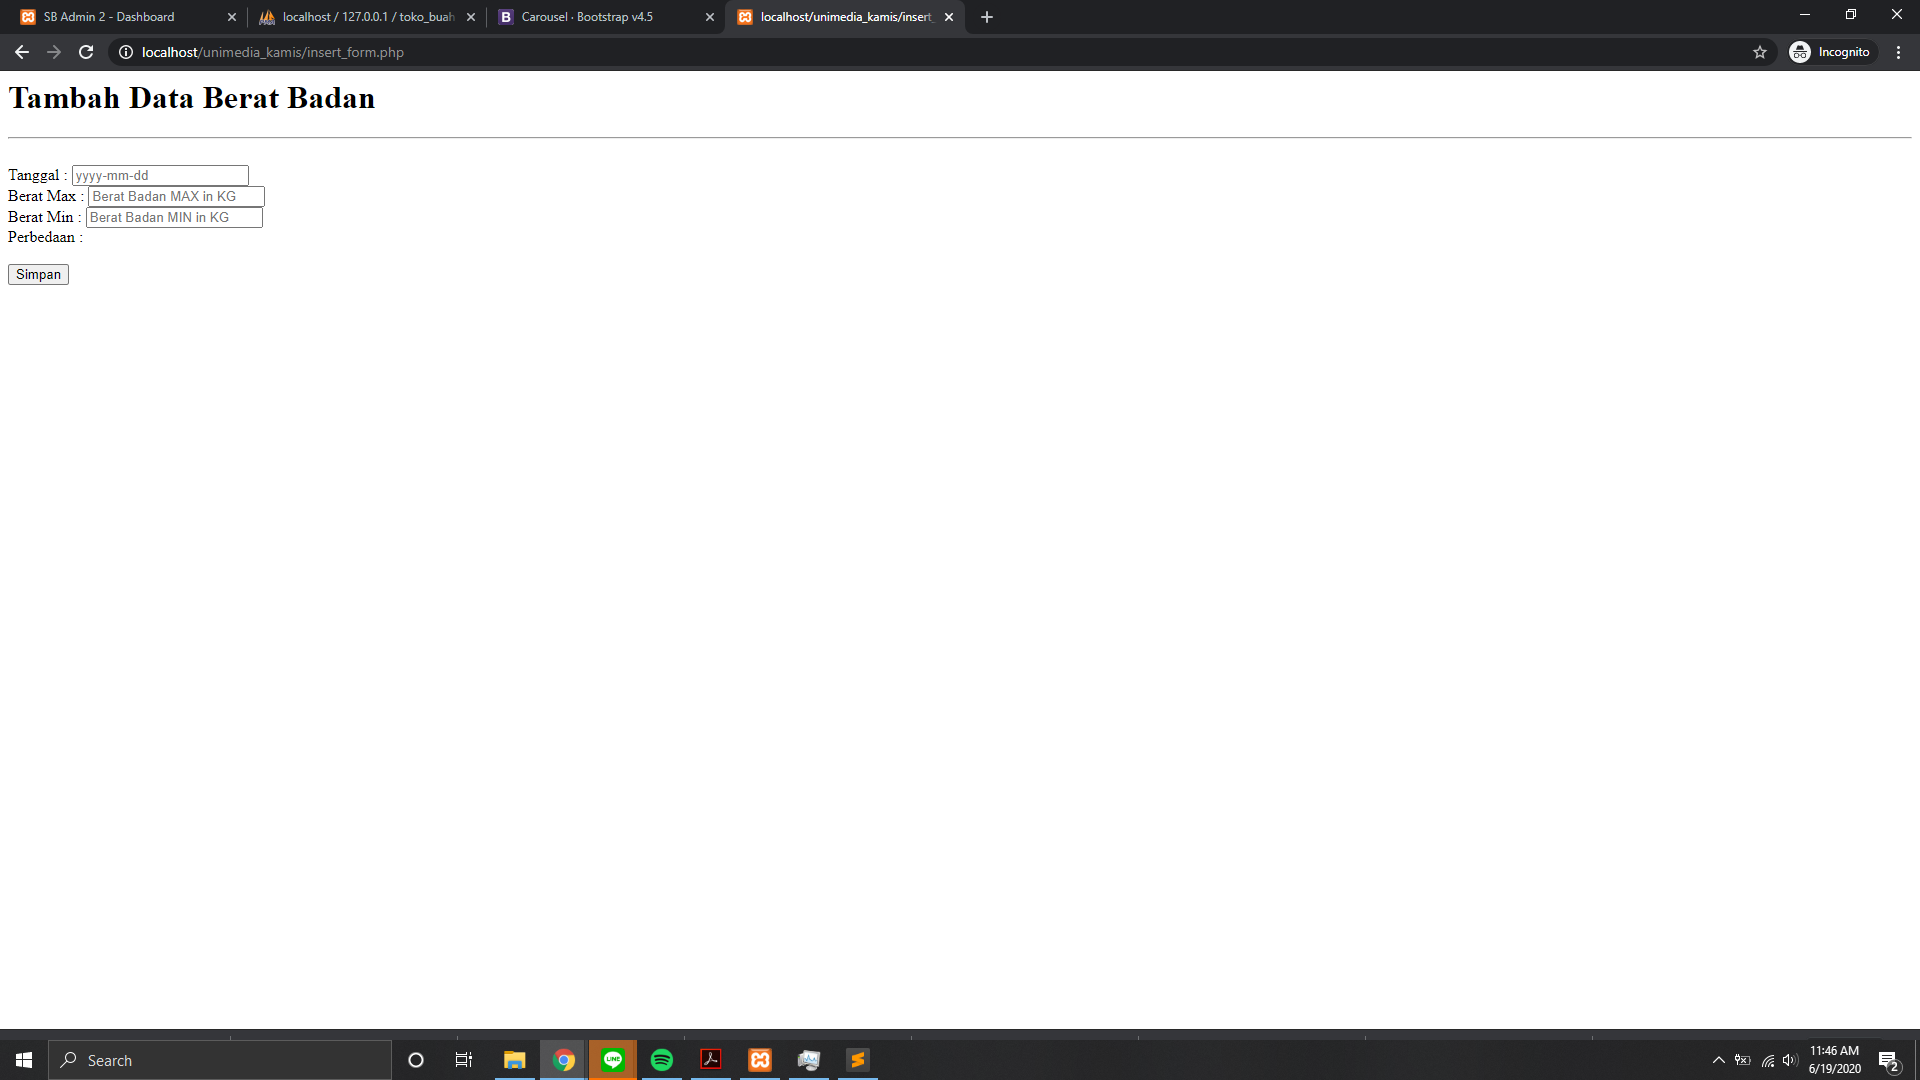 SB Admin 2 - Dashboard
localhost / 127.0.0.1 / toko_buah
Carousel · Bootstrap v4.5
localhost/unimedia_kamis/insert_
localhost/unimedia_kamis/insert_form.php
Incognito
Tambah Data Berat Badan
Tanggal : yyyy-mm-dd
Berat Max : Berat Badan MAX in KG
Berat Min : Berat Badan MIN in KG
Perbedaan :
Simpan
Search
LINE
11:46 AM
6/19/2020
2